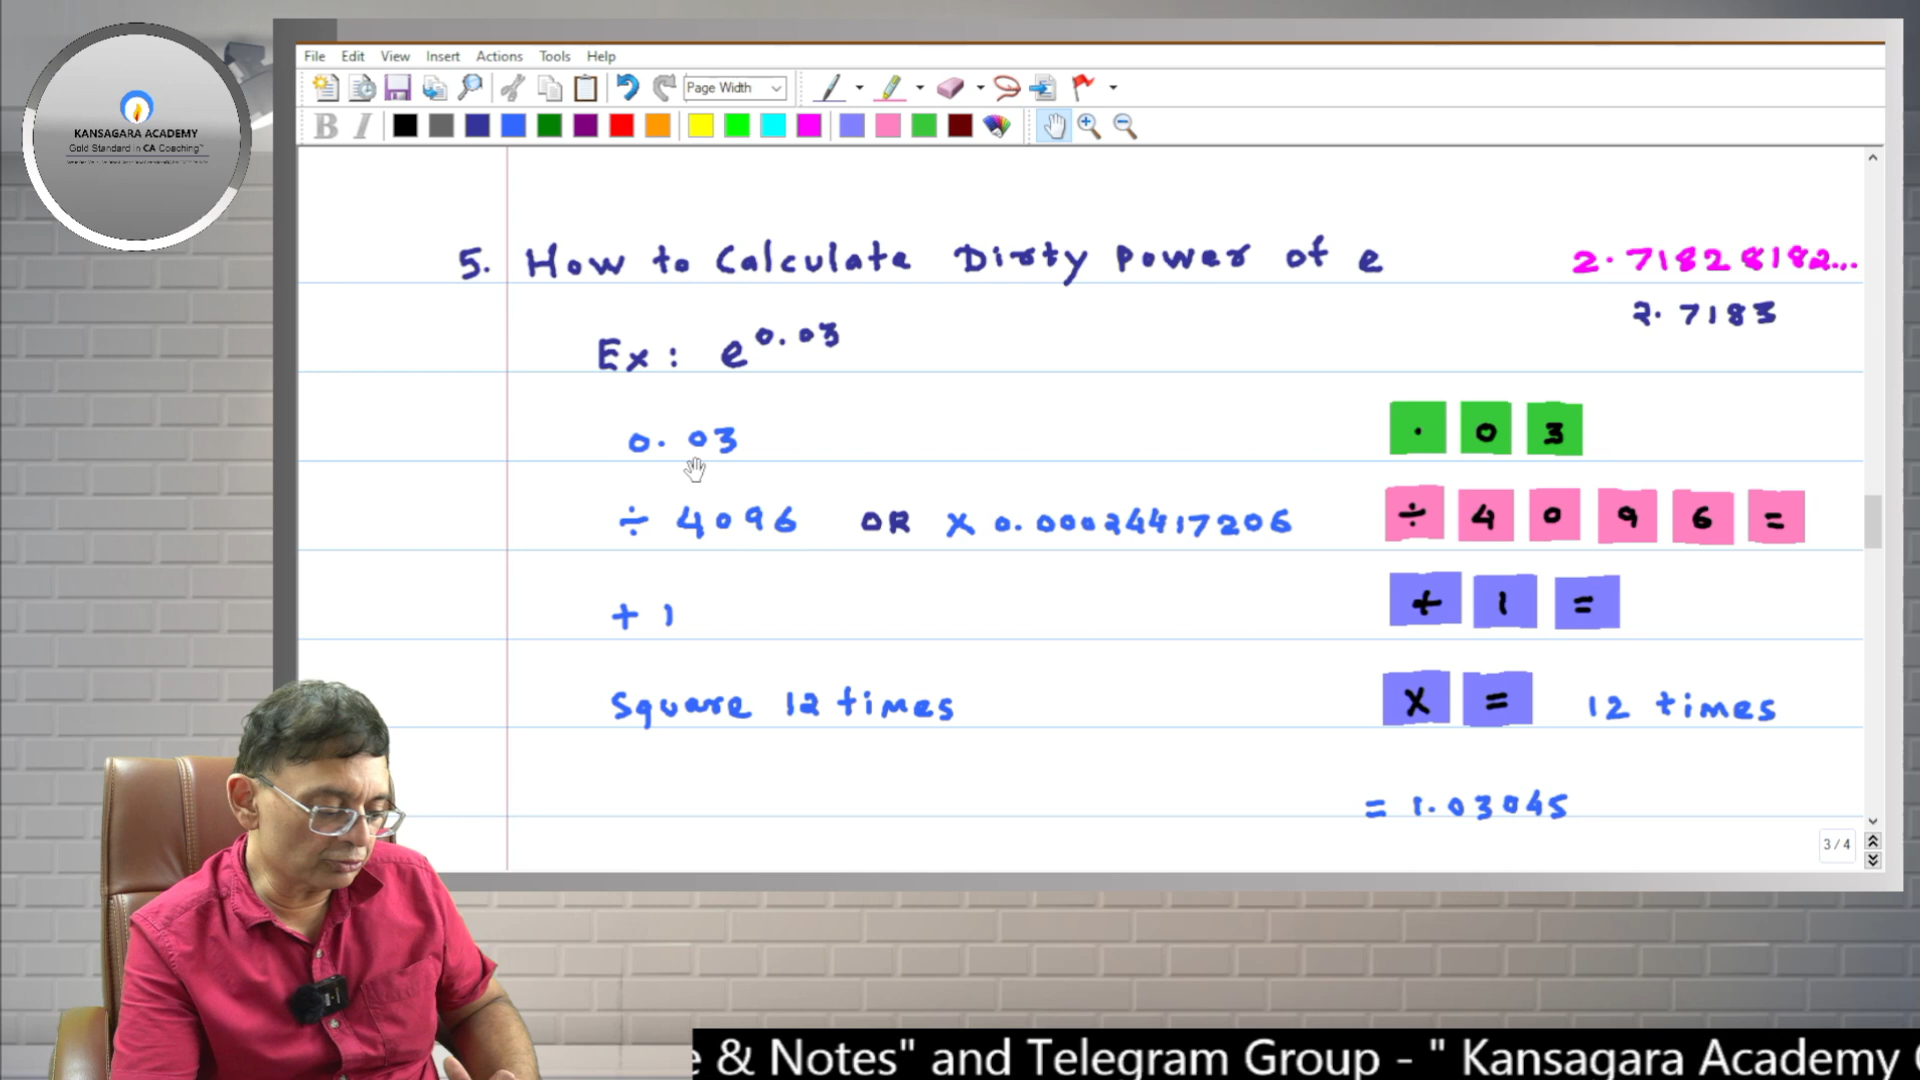 KANSAGARA ACADEMY
Gold Standard in CA Coaching™
File Edit View Insert Actions Tools Help
Page Width
B I
5. How to Calculate Dirty Power of e 2.71828182...
2.7183
Ex: e^0.03
0.03 . 0 3
÷ 4096 OR × 0.00024417206 ÷ 4 0 9 6 =
+ 1 + 1 =
Square 12 times × = 12 times
= 1.03045
3 / 4
& Notes" and Telegram Group - " Kansagara Academy